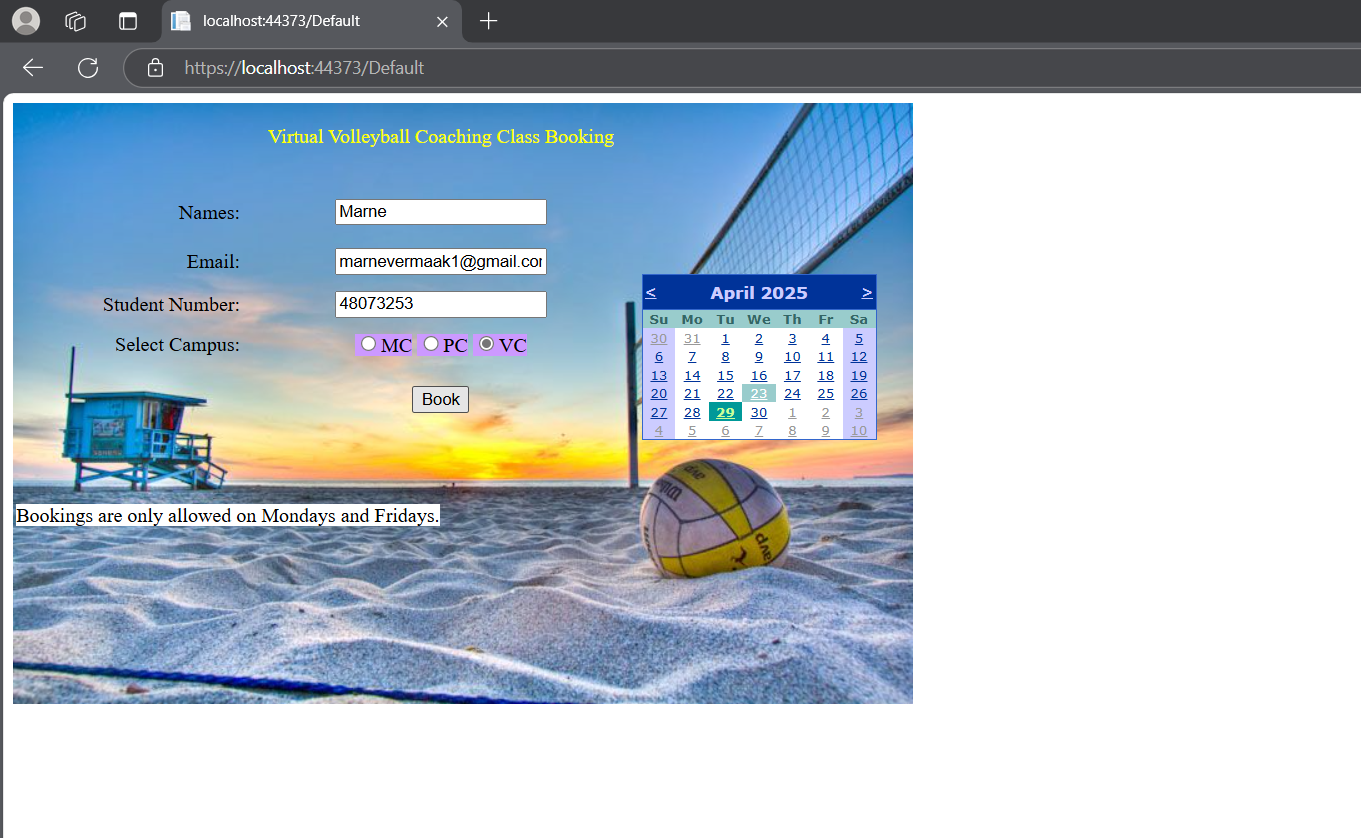 localhost:44373/Default
https://localhost:44373/Default
Virtual Volleyball Coaching Class Booking
Names: Marne
Email: marnevermaak1@gmail.com
Student Number: 48073253
Select Campus: MC PC VC
Book
< April 2025 >
Su Mo Tu We Th Fr Sa
30 31 1 2 3 4 5
6 7 8 9 10 11 12
13 14 15 16 17 18 19
20 21 22 23 24 25 26
27 28 29 30 1 2 3
4 5 6 7 8 9 10
Bookings are only allowed on Mondays and Fridays.
avp
avp